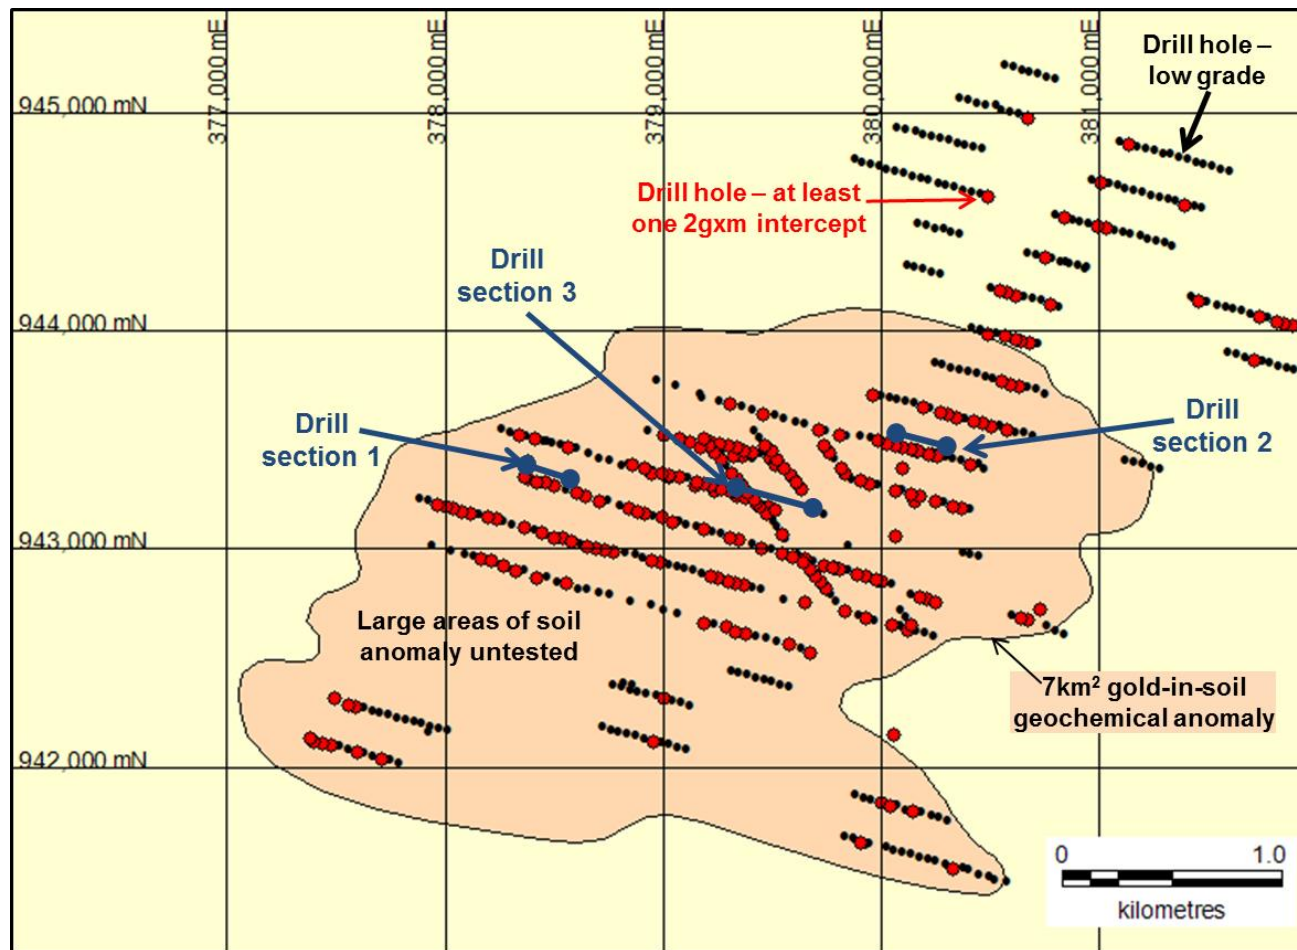 377,000 mE
378,000 mE
379,000 mE
380,000 mE
381,000 mE
945,000 mN
944,000 mN
943,000 mN
942,000 mN
Drill hole –
low grade
Drill hole – at least
one 2gxm intercept
Drill
section 3
Drill
section 1
Drill
section 2
Large areas of soil
anomaly untested
7km² gold-in-soil
geochemical anomaly
0 1.0
kilometres